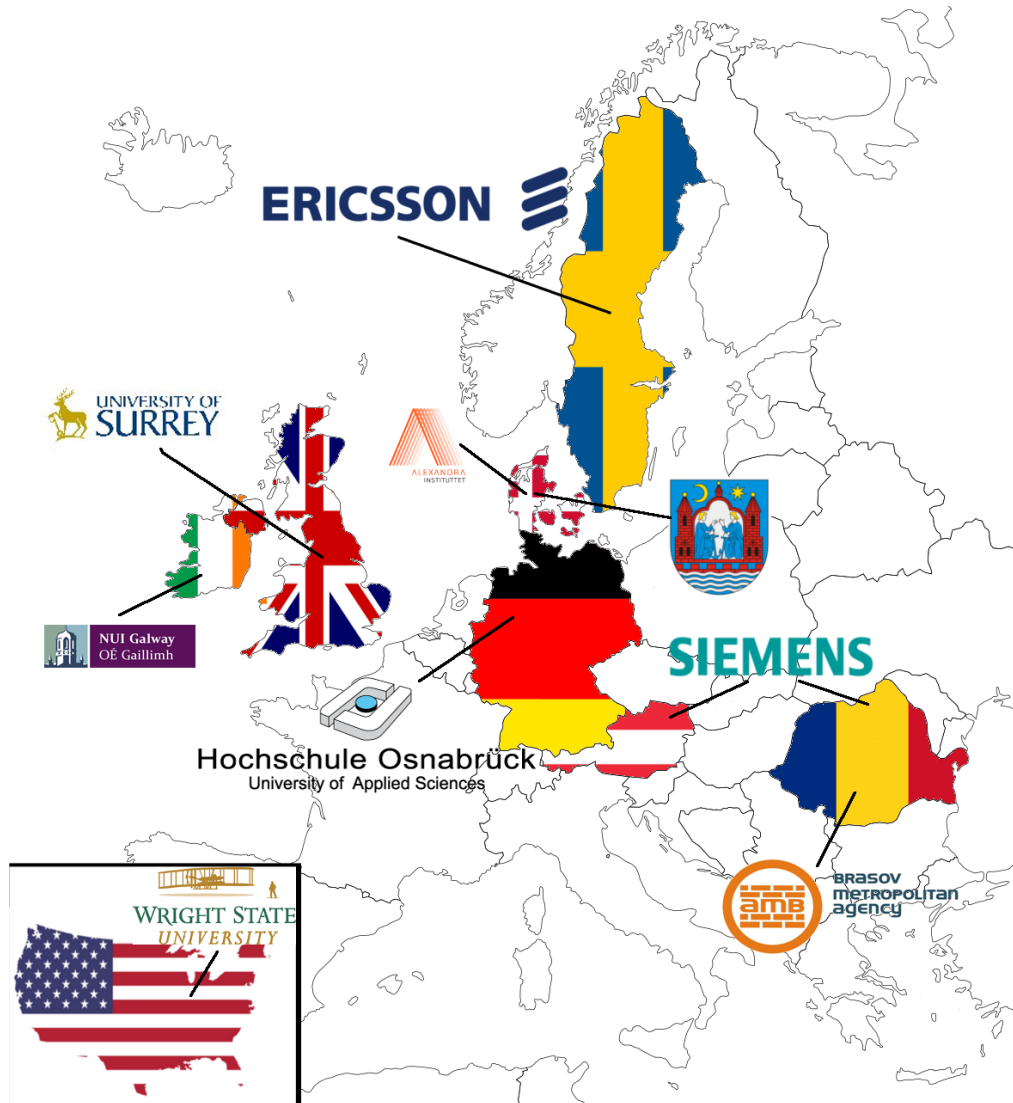 ERICSSON
UNIVERSITY OF
SURREY
ALEXANDRA
INSTITUTTET
NUI Galway
OÉ Gaillimh
SIEMENS
Hochschule Osnabrück
University of Applied Sciences
amb
BRASOV
metropolitan
agency
WRIGHT STATE
UNIVERSITY